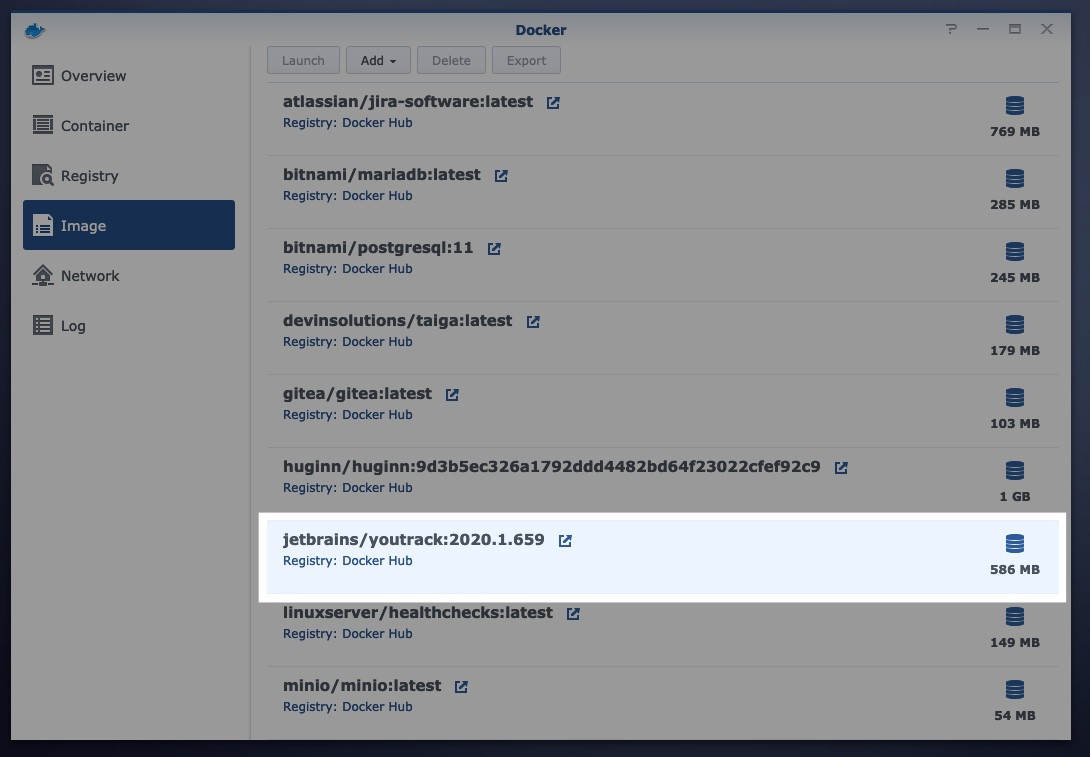 Docker
Launch
Add
Delete
Export
Overview
Container
Registry
Image
Network
Log
atlassian/jira-software:latest
Registry: Docker Hub
769 MB
bitnami/mariadb:latest
Registry: Docker Hub
285 MB
bitnami/postgresql:11
Registry: Docker Hub
245 MB
devinsolutions/taiga:latest
Registry: Docker Hub
179 MB
gitea/gitea:latest
Registry: Docker Hub
103 MB
huginn/huginn:9d3b5ec326a1792ddd4482bd64f23022cfef92c9
Registry: Docker Hub
1 GB
jetbrains/youtrack:2020.1.659
Registry: Docker Hub
586 MB
linuxserver/healthchecks:latest
Registry: Docker Hub
149 MB
minio/minio:latest
Registry: Docker Hub
54 MB